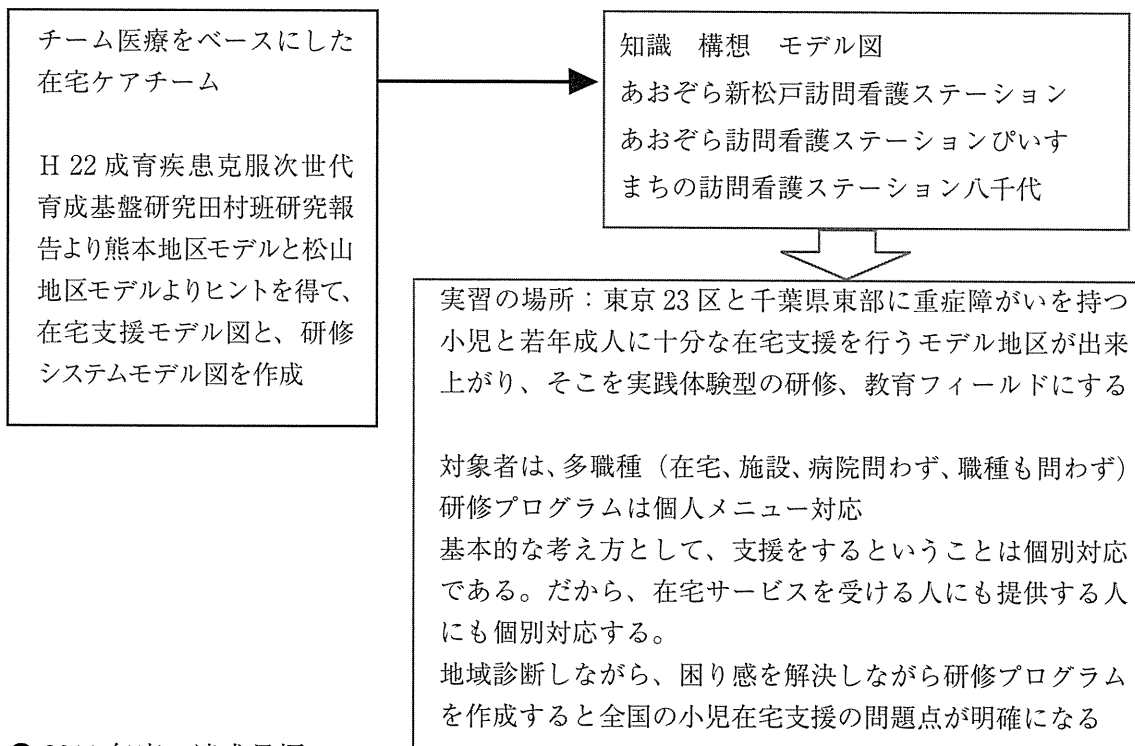 チーム医療をベースにした
在宅ケアチーム
H 22 成育疾患克服次世代
育成基盤研究田村班研究報
告より熊本地区モデルと松山
地区モデルよりヒントを得て、
在宅支援モデル図と、研修
システムモデル図を作成
知識　構想　モデル図
あおぞら新松戸訪問看護ステーション
あおぞら訪問看護ステーションぴいす
まちの訪問看護ステーション八千代
実習の場所：東京 23 区と千葉県東部に重症障がいを持つ
小児と若年成人に十分な在宅支援を行うモデル地区が出来
上がり、そこを実践体験型の研修、教育フィールドにする
対象者は、多職種（在宅、施設、病院問わず、職種も問わず）
研修プログラムは個人メニュー対応
基本的な考え方として、支援をするということは個別対応
である。だから、在宅サービスを受ける人にも提供する人
にも個別対応する。
地域診断しながら、困り感を解決しながら研修プログラム
を作成すると全国の小児在宅支援の問題点が明確になる